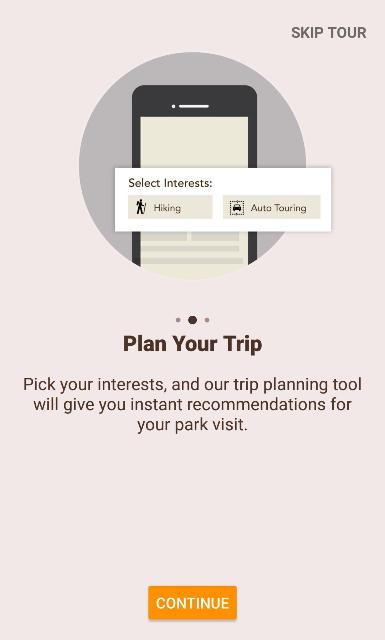 SKIP TOUR
Select Interests:
Hiking
Auto Touring
Plan Your Trip
Pick your interests, and our trip planning tool
will give you instant recommendations for
your park visit.
CONTINUE